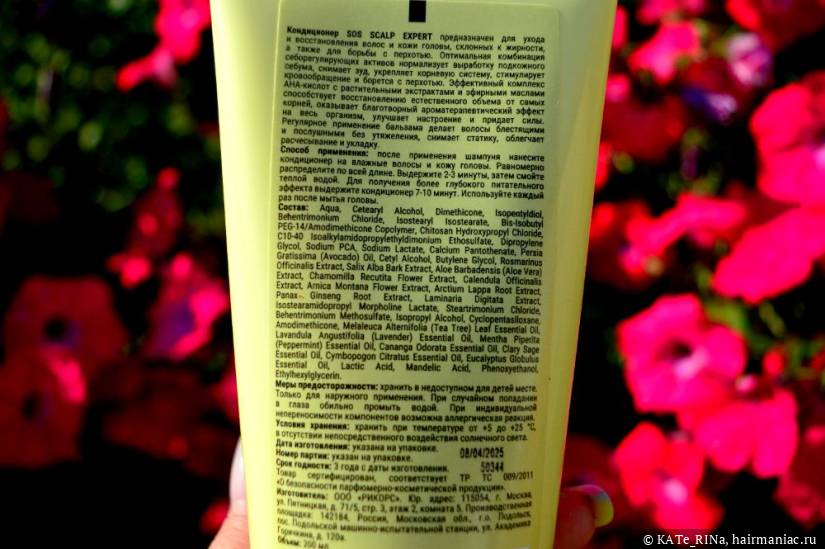 Кондиционер SOS SCALP EXPERT предназначен для ухода
и восстановления волос и кожи головы, склонных к жирности,
а также для борьбы с перхотью. Оптимальная комбинация
себорегулирующих активов нормализует выработку подкожного
себума, снимает зуд, укрепляет корневую систему, стимулирует
кровообращение и борется с перхотью. Эффективный комплекс
АНА-кислот с растительными экстрактами и эфирными маслами
способствует восстановлению естественного объема от самых
корней, оказывает благотворный ароматерапевтический эффект
на весь организм, улучшает настроение и придает силы.
Регулярное применение бальзама делает волосы блестящими
и послушными без утяжеления, снимает статику, облегчает
расчесывание и укладку.
Способ применения: после применения шампуня нанесите
кондиционер на влажные волосы и кожу головы. Равномерно
распределите по всей длине. Выдержите 2-3 минуты, затем смойте
теплой водой. Для получения более глубокого питательного
эффекта выдержите кондиционер 7-10 минут. Используйте каждый
раз после мытья головы.
Состав: Aqua, Cetearyl Alcohol, Dimethicone, Isopentyldiol,
Behentrimonium Chloride, Isostearyl Isostearate, Bis-Isobutyl
PEG-14/Amodimethicone Copolymer, Chitosan Hydroxypropyl Chloride,
C10-40 Isoalkylamidopropylethyldimonium Ethosulfate, Dipropylene
Glycol, Sodium PCA, Sodium Lactate, Calcium Pantothenate, Persia
Gratissima (Avocado) Oil, Cetyl Alcohol, Butylene Glycol, Rosmarinus
Officinalis Extract, Salix Alba Bark Extract, Aloe Barbadensis (Aloe Vera)
Extract, Chamomilla Recutita Flower Extract, Calendula Officinalis
Extract, Arnica Montana Flower Extract, Arctium Lappa Root Extract,
Panax Ginseng Root Extract, Laminaria Digitata Extract,
Isostearamidopropyl Morpholine Lactate, Steartrimonium Chloride,
Behentrimonium Methosulfate, Isopropyl Alcohol, Cyclopentasiloxane,
Amodimethicone, Melaleuca Alternifolia (Tea Tree) Leaf Essential Oil,
Lavandula Angustifolia (Lavender) Essential Oil, Mentha Piperita
(Peppermint) Essential Oil, Cananga Odorata Essential Oil, Clary Sage
Essential Oil, Cymbopogon Citratus Essential Oil, Eucalyptus Globulus
Essential Oil, Lactic Acid, Mandelic Acid, Phenoxyethanol,
Ethylhexylglycerin.
Меры предосторожности: хранить в недоступном для детей месте.
Только для наружного применения. При случайном попадании
в глаза обильно промыть водой. При индивидуальной
непереносимости компонентов возможна аллергическая реакция.
Условия хранения: хранить при температуре от +5 до +25 °C,
в отсутствии непосредственного воздействия солнечного света.
Дата изготовления: указана на упаковке. 08/04/2025
Номер партии: указан на упаковке. 50344
Срок годности: 3 года с даты изготовления.
Товар сертифицирован, соответствует ТР ТС 009/2011
«О безопасности парфюмерно-косметической продукции».
Изготовитель: ООО «РИКОРС». Юр. адрес: 115054, г. Москва,
ул. Пятницкая, д. 71/5, стр. 3, этаж 2, комната 5. Производственная
площадка: 142184, Россия, Московская обл., г.о. Подольск,
пос. Подольской машинно-испытательной станции, ул. Академика
Горячкина, д. 120а.
Объем: 200 мл
© KATe_RINa, hairmaniac.ru